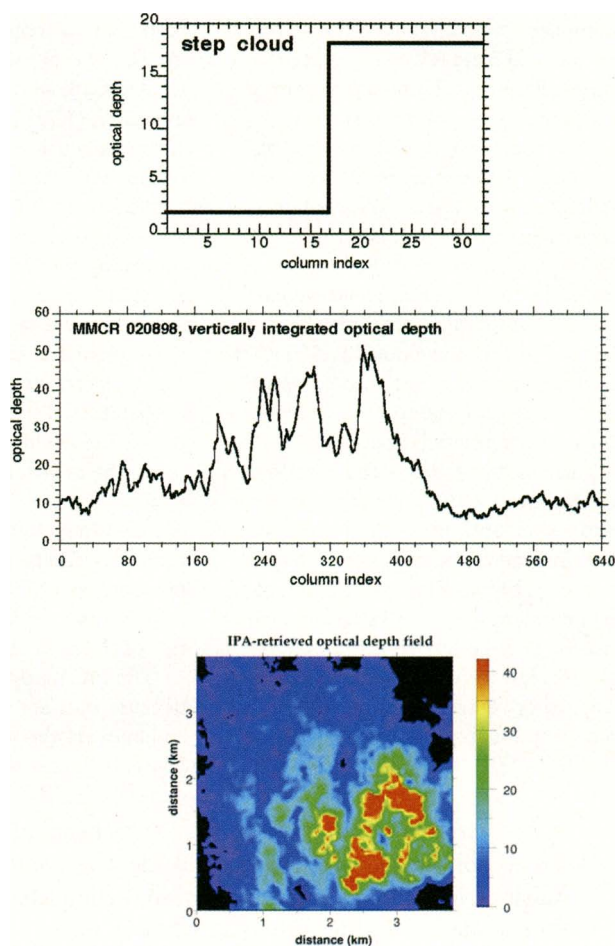 20
step cloud
15
10
5
0
optical depth
5 10 15 20 25 30
column index
60
MMCR 020898, vertically integrated optical depth
50
40
30
20
10
0
optical depth
0 80 160 240 320 400 480 560 640
column index
IPA-retrieved optical depth field
3
2
1
0
distance (km)
0 1 2 3
distance (km)
40
30
20
10
0